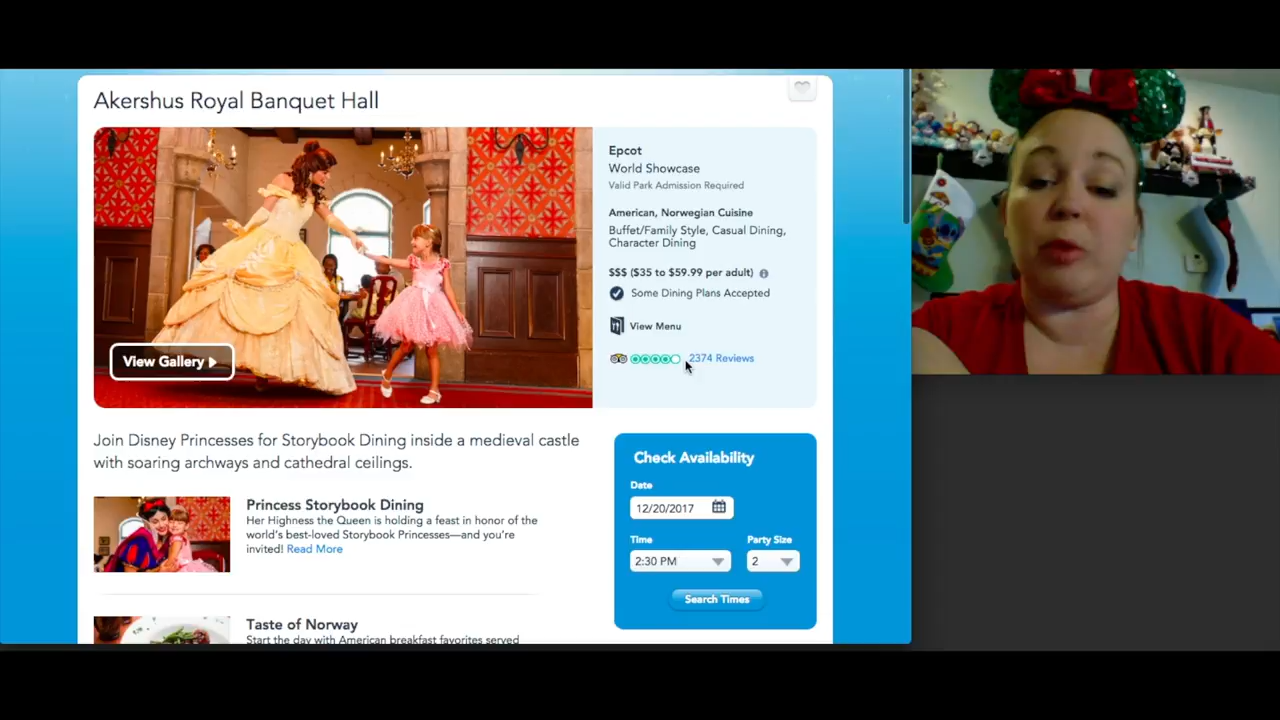 Akershus Royal Banquet Hall
Epcot
World Showcase
Valid Park Admission Required
American, Norwegian Cuisine
Buffet/Family Style, Casual Dining,
Character Dining
$$$ ($35 to $59.99 per adult)
Some Dining Plans Accepted
View Menu
2374 Reviews
View Gallery
Join Disney Princesses for Storybook Dining inside a medieval castle
with soaring archways and cathedral ceilings.
Princess Storybook Dining
Her Highness the Queen is holding a feast in honor of the
world's best-loved Storybook Princesses—and you're
invited! Read More
Taste of Norway
Start the day with American breakfast favorites served
Check Availability
Date
12/20/2017
Time Party Size
2:30 PM 2
Search Times